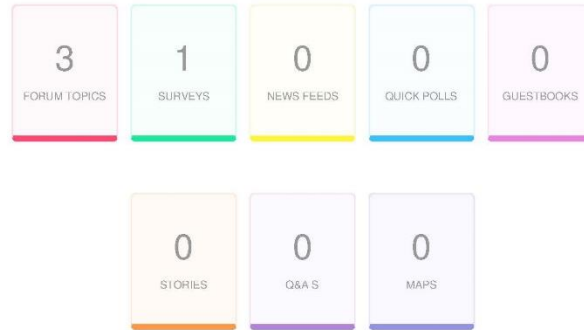 3 1 0 0 0
FORUM TOPICS SURVEYS NEWS FEEDS QUICK POLLS GUESTBOOKS
0 0 0
STORIES Q&A S MAPS